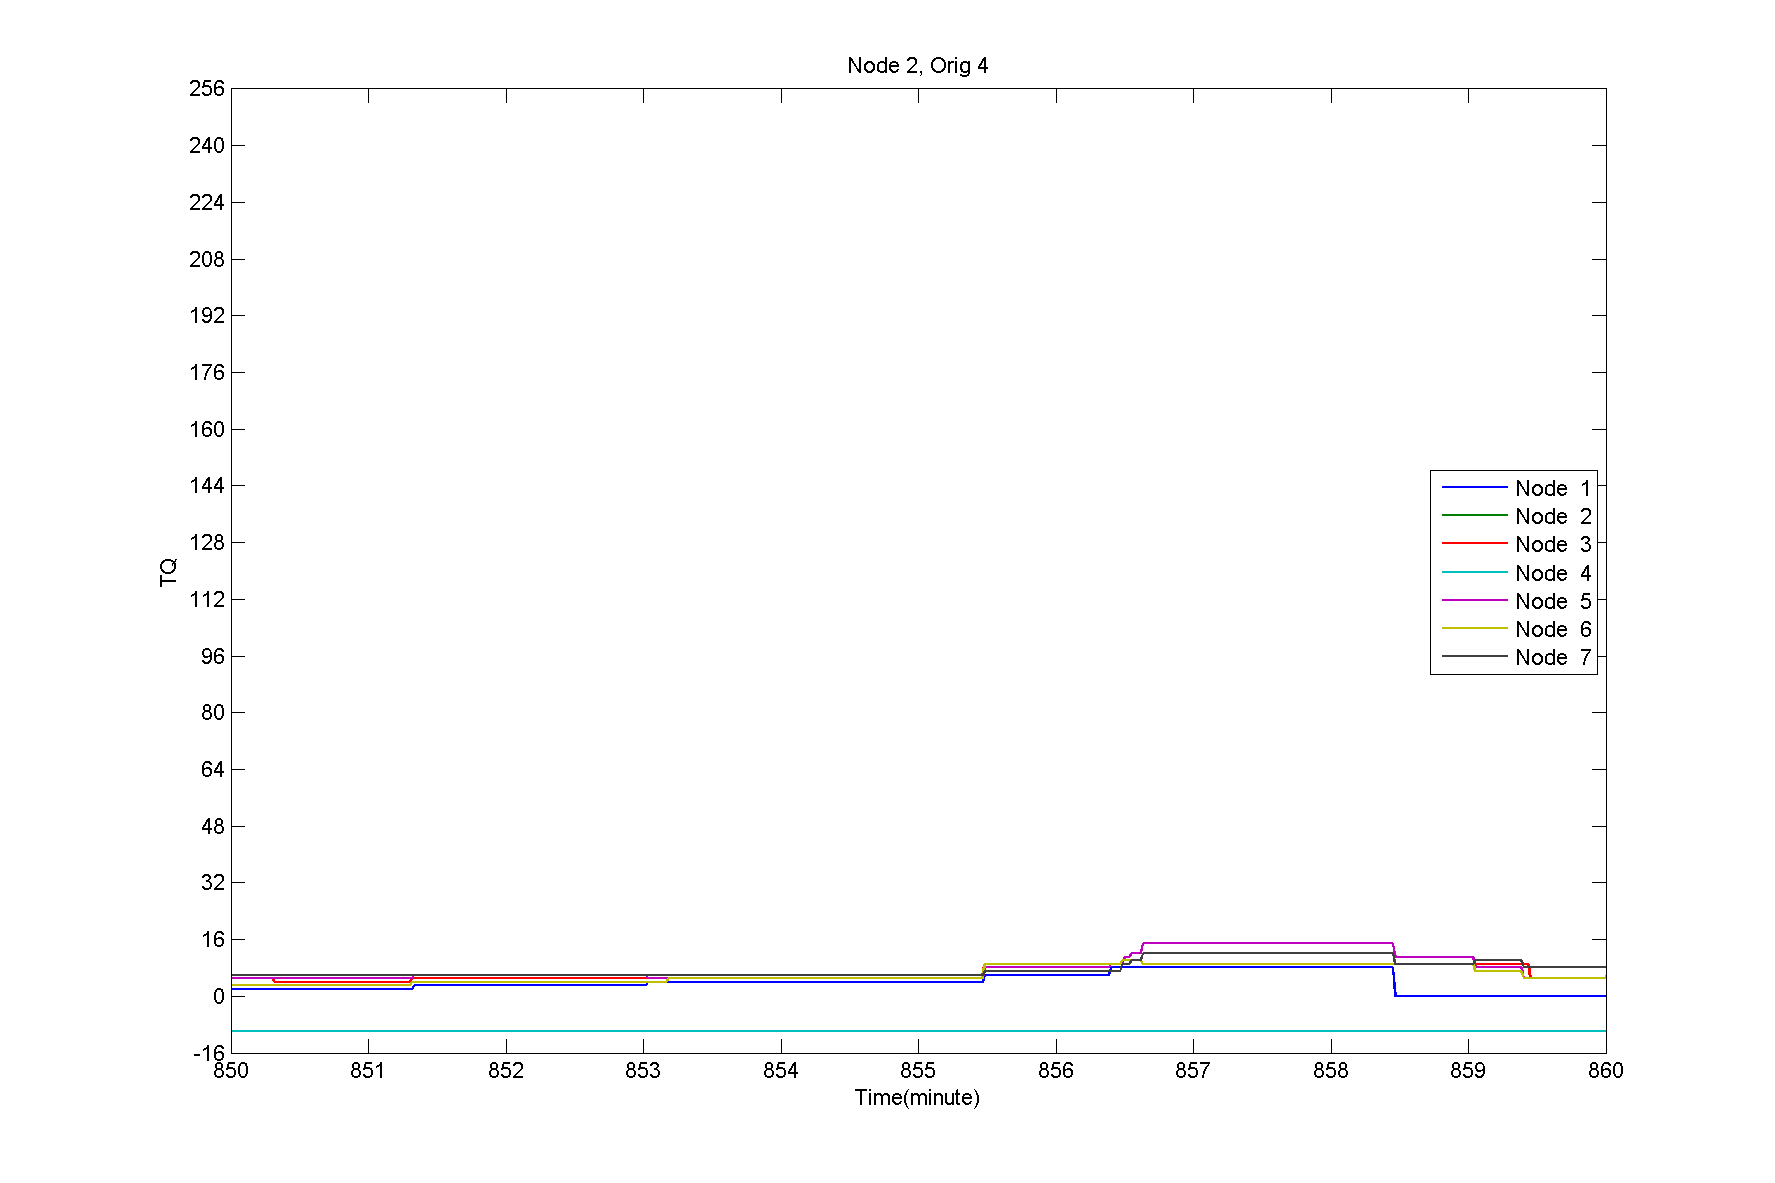 Node 2, Orig 4
256
240
224
208
192
176
160
144
128
112
96
80
64
48
32
16
0
-16
TQ
Node 1
Node 2
Node 3
Node 4
Node 5
Node 6
Node 7
850 851 852 853 854 855 856 857 858 859 860
Time(minute)